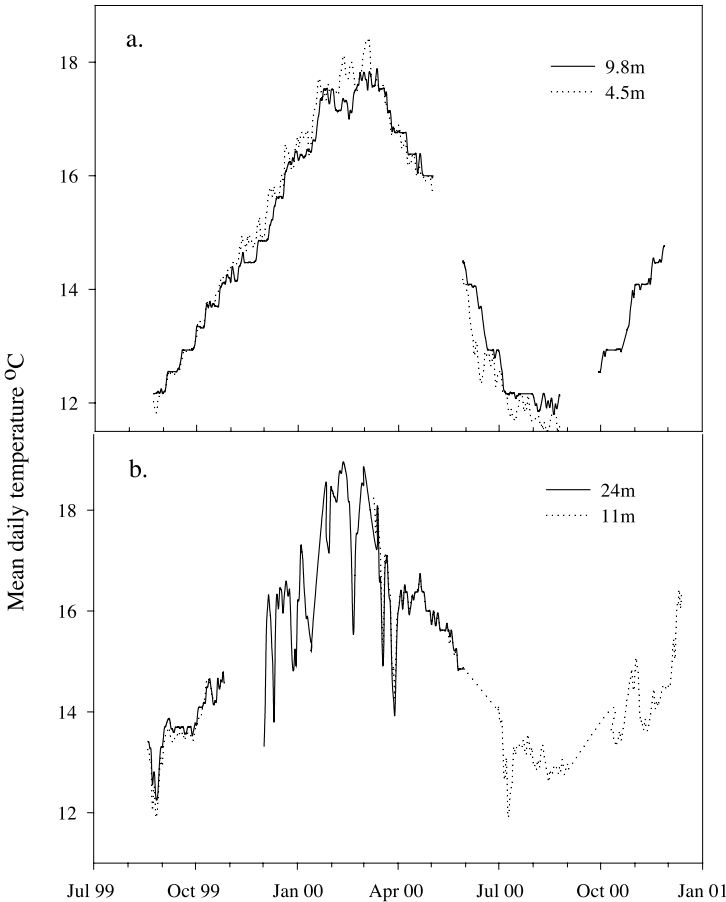 a.
9.8m
4.5m
18
16
14
12
Mean daily temperature °C
b.
24m
11m
18
16
14
12
Jul 99 Oct 99 Jan 00 Apr 00 Jul 00 Oct 00 Jan 01